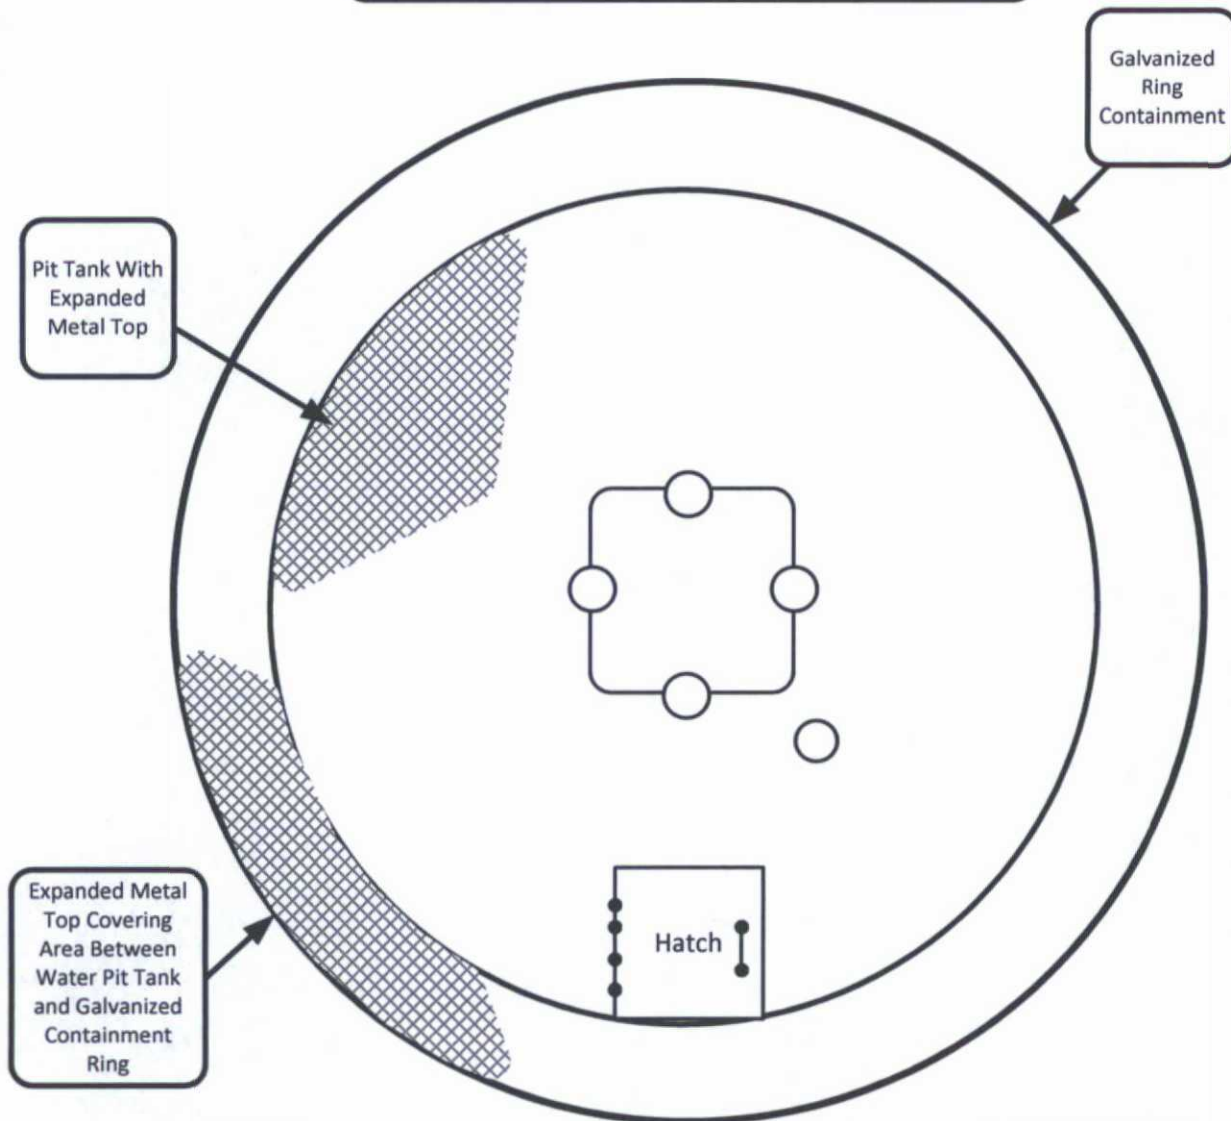 Galvanized
Ring
Containment
Pit Tank With
Expanded
Metal Top
Expanded Metal
Top Covering
Area Between
Water Pit Tank
and Galvanized
Containment
Ring
Hatch